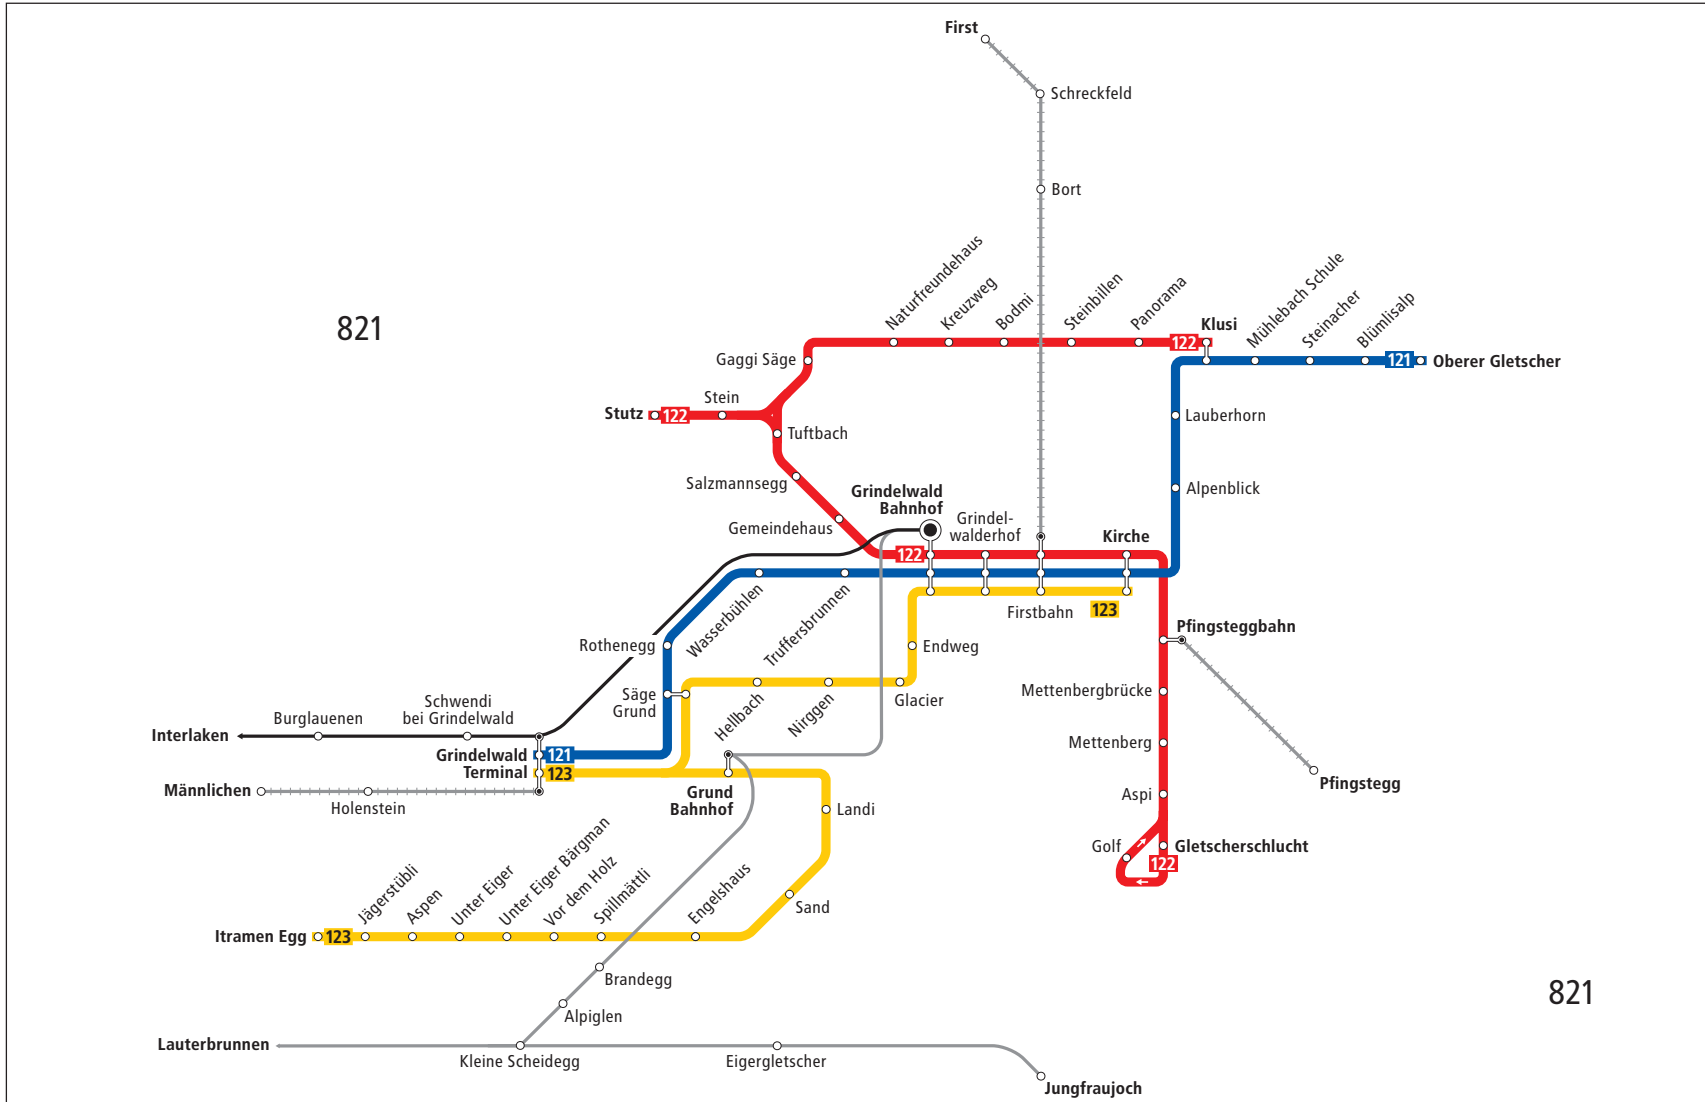 First
Schreckfeld
Bort
821
Naturfreundehaus
Kreuzweg
Bodmi
Steinbillen
Panorama
122
Klusi
Mühlebach Schule
Steinacher
Blümlisalp
121
Oberer Gletscher
Gaggi Säge
Stutz
122
Stein
Tuftbach
Lauberhorn
Salzmannsegg
Alpenblick
Grindelwald
Bahnhof
Gemeindehaus
Grindel-
walderhof
122
Kirche
Wasserbühlen
Truffersbrunnen
Firstbahn
123
Rothenegg
Endweg
Pfingsteggbahn
Säge
Grund
Hellbach
Nirggen
Glacier
Mettenbergbrücke
Interlaken
Burglauenen
Schwendi
bei Grindelwald
Grindelwald
Terminal
121
123
Mettenberg
Männlichen
Holenstein
Grund
Bahnhof
Landi
Aspi
Pfingstegg
Golf
Gletscherschlucht
122
Itramen Egg
123
Jägerstübli
Aspen
Unter Eiger
Unter Eiger Bärgman
Vor dem Holz
Spillmättli
Engelshaus
Sand
Brandegg
821
Alpiglen
Lauterbrunnen
Kleine Scheidegg
Eigergletscher
Jungfraujoch